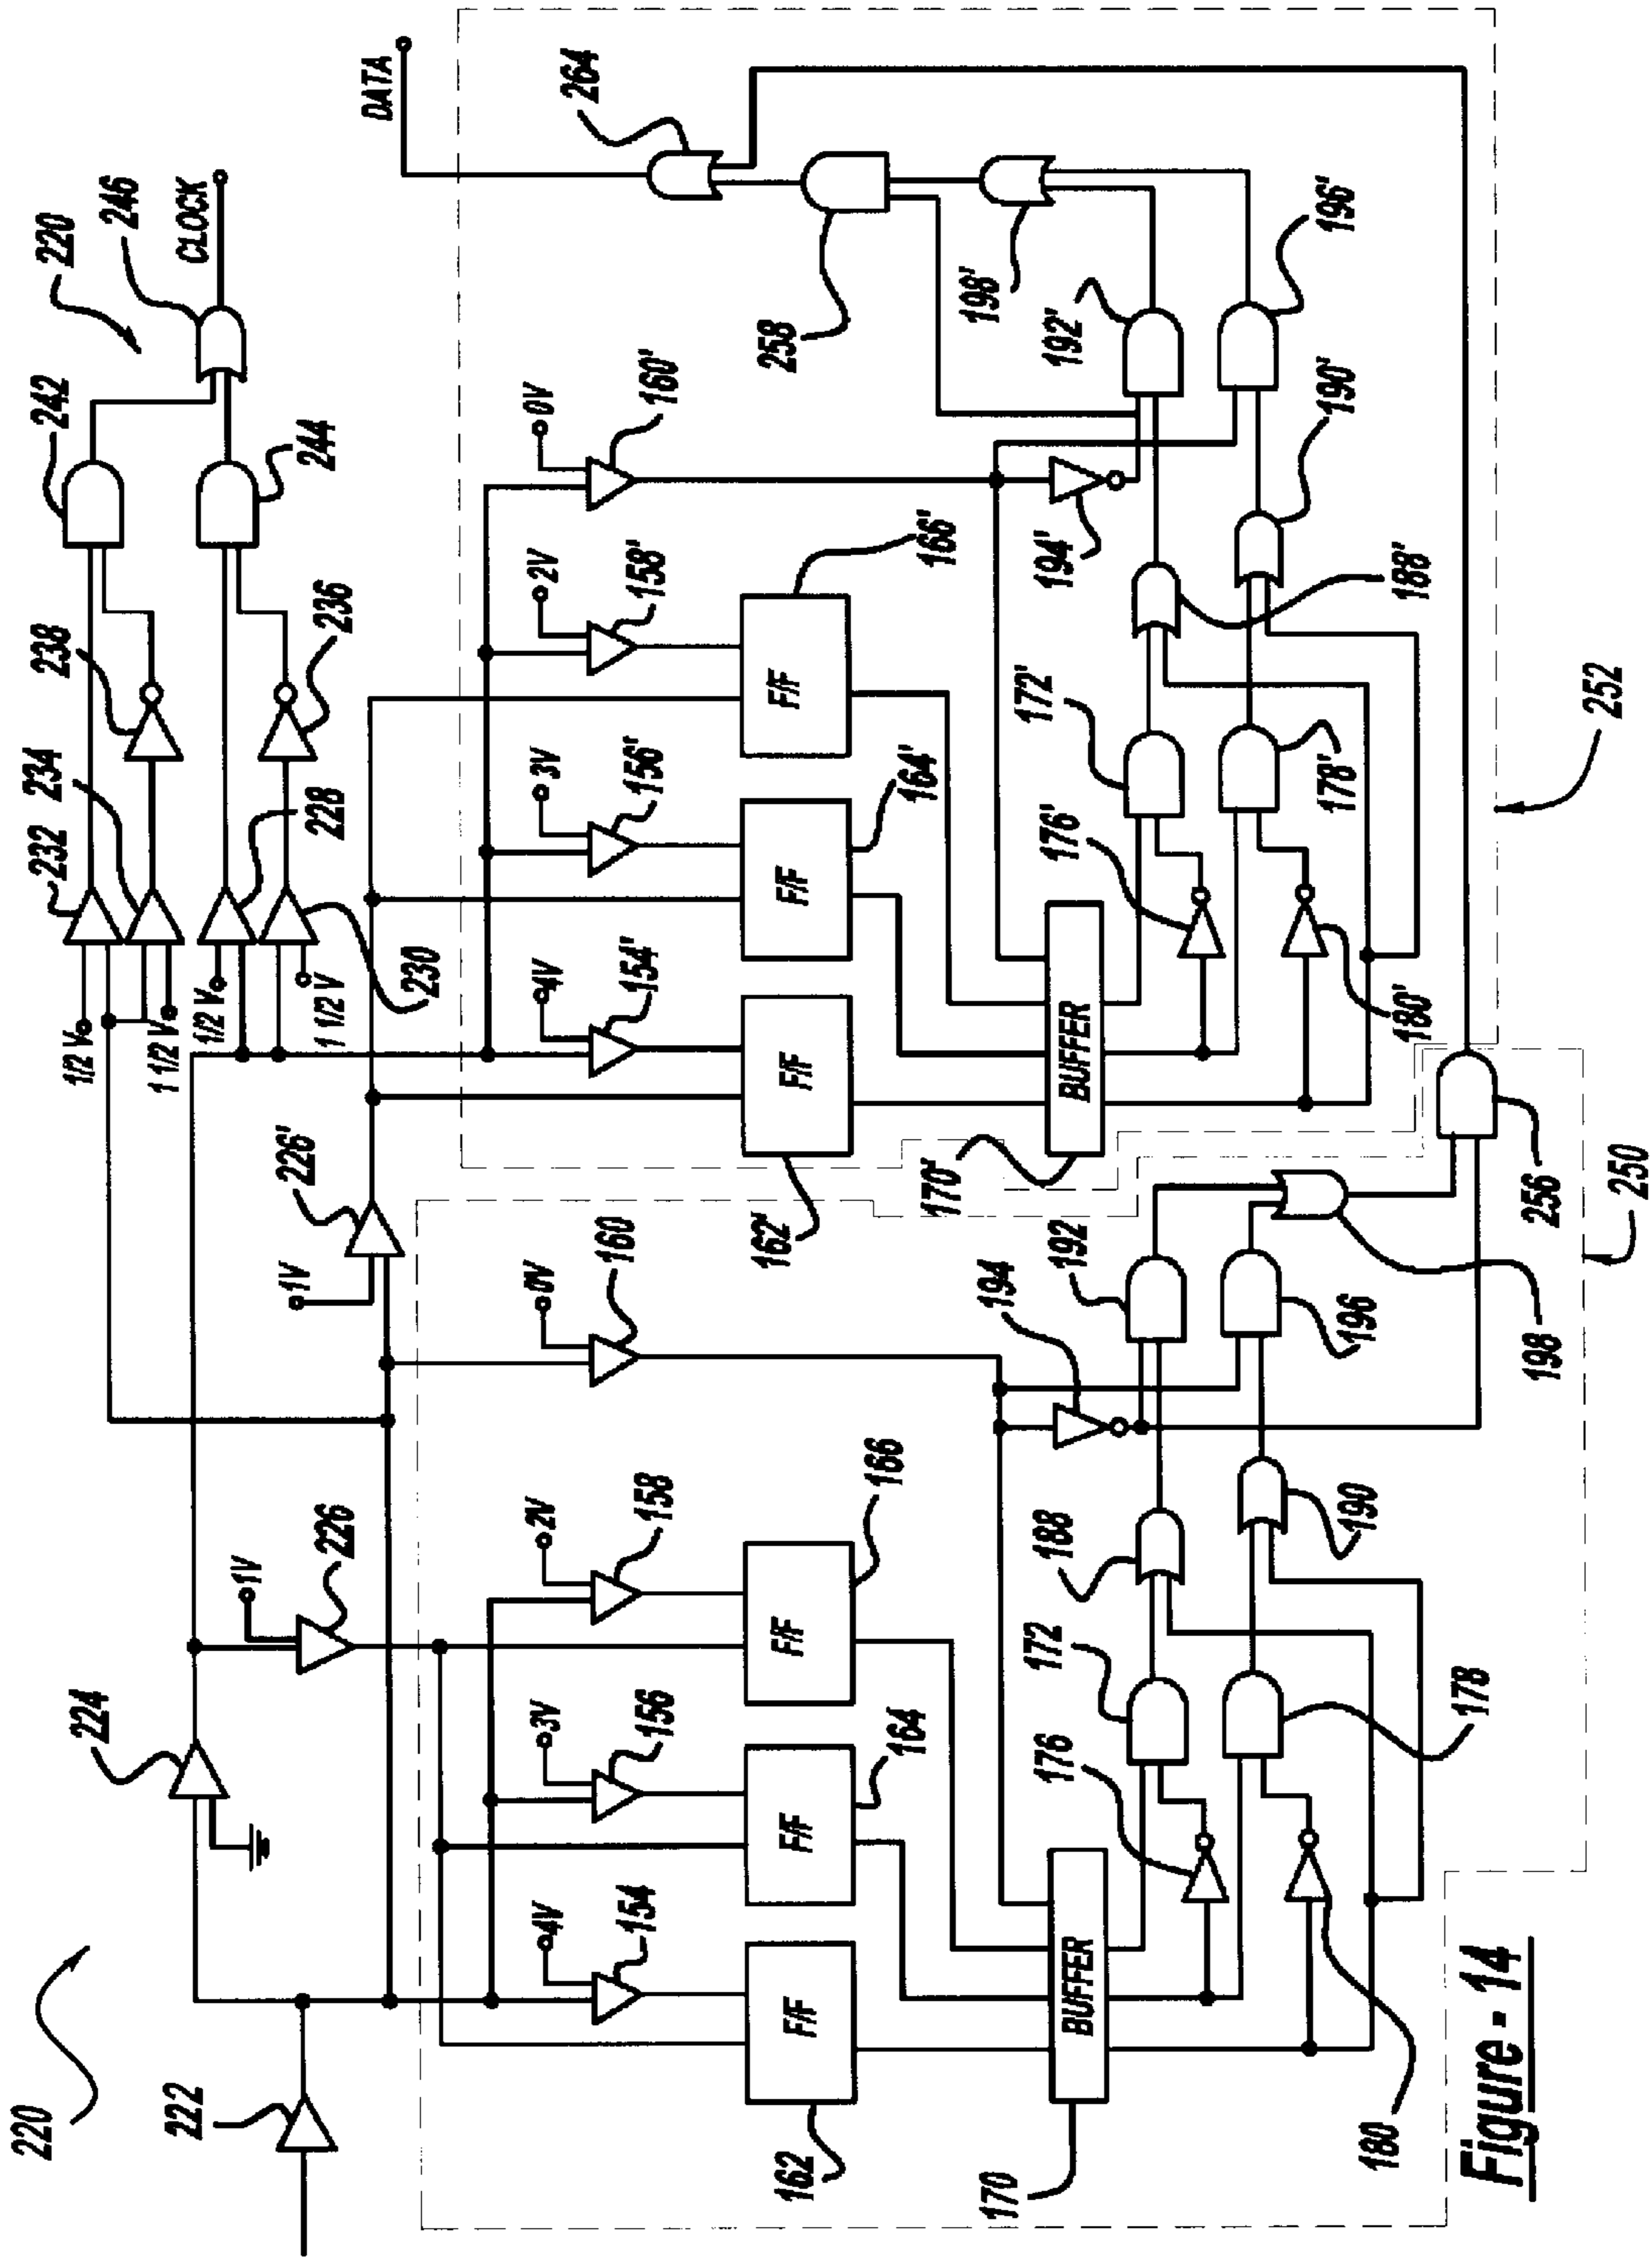 220
224
232
234
238
242
220
246
1/2 V
1 1/2 V
1/2 V
1 1/2 V
CLOCK
222
1V
226
1V
226'
228
236
244
230
DATA
4V
3V
2V
0V
4V
3V
2V
0V
154
156
158
160
154'
156'
158'
160'
264
162
F/F
164
F/F
166
F/F
162'
F/F
164'
F/F
166'
F/F
258
170
BUFFER
176
172
188
194
192
170'
BUFFER
176'
172'
188'
194'
192'
198'
180
178
190
196
180'
178'
190'
196'
198
256
250
252
Figure - 14